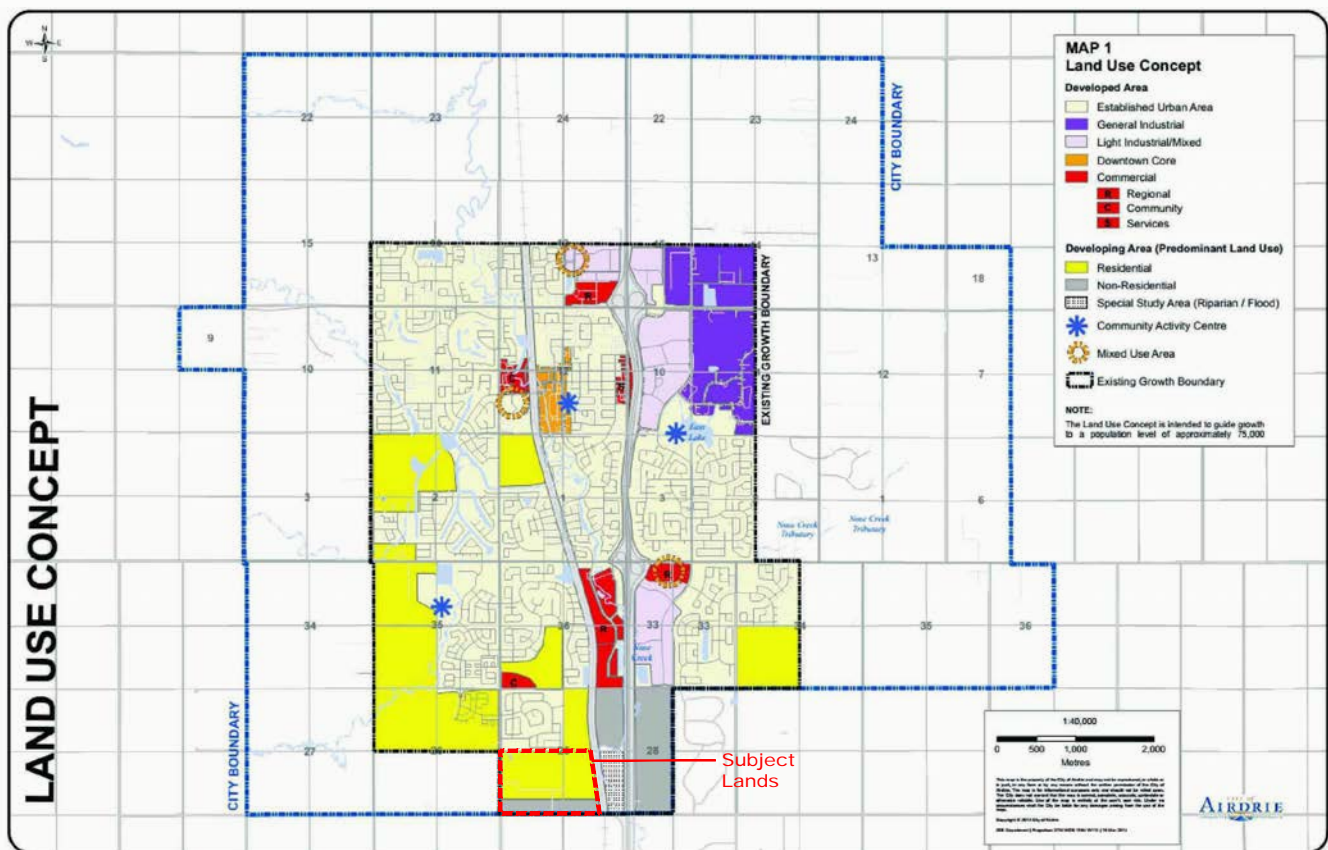 LAND USE CONCEPT
N
W
E
S
MAP 1
Land Use Concept
Developed Area
Established Urban Area
General Industrial
Light Industrial/Mixed
Downtown Core
Commercial
R Regional
C Community
S Services
Developing Area (Predominant Land Use)
Residential
Non-Residential
Special Study Area (Riparian / Flood)
Community Activity Centre
Mixed Use Area
Existing Growth Boundary
NOTE:
The Land Use Concept is intended to guide growth
to a population level of approximately 75,000
CITY BOUNDARY
EXISTING GROWTH BOUNDARY
22
23
24
22
23
24
15
13
18
R
9
10
11
10
12
7
East
Lake
3
2
1
3
1
6
Nose Creek
Tributary
Nose Creek
Tributary
R
34
35
36
R
33
33
34
35
36
Nose
Creek
C
CITY BOUNDARY
27
26
25
28
Subject
Lands
1:40,000
0 500 1,000 2,000
Metres
CITY OF
AIRDRIE